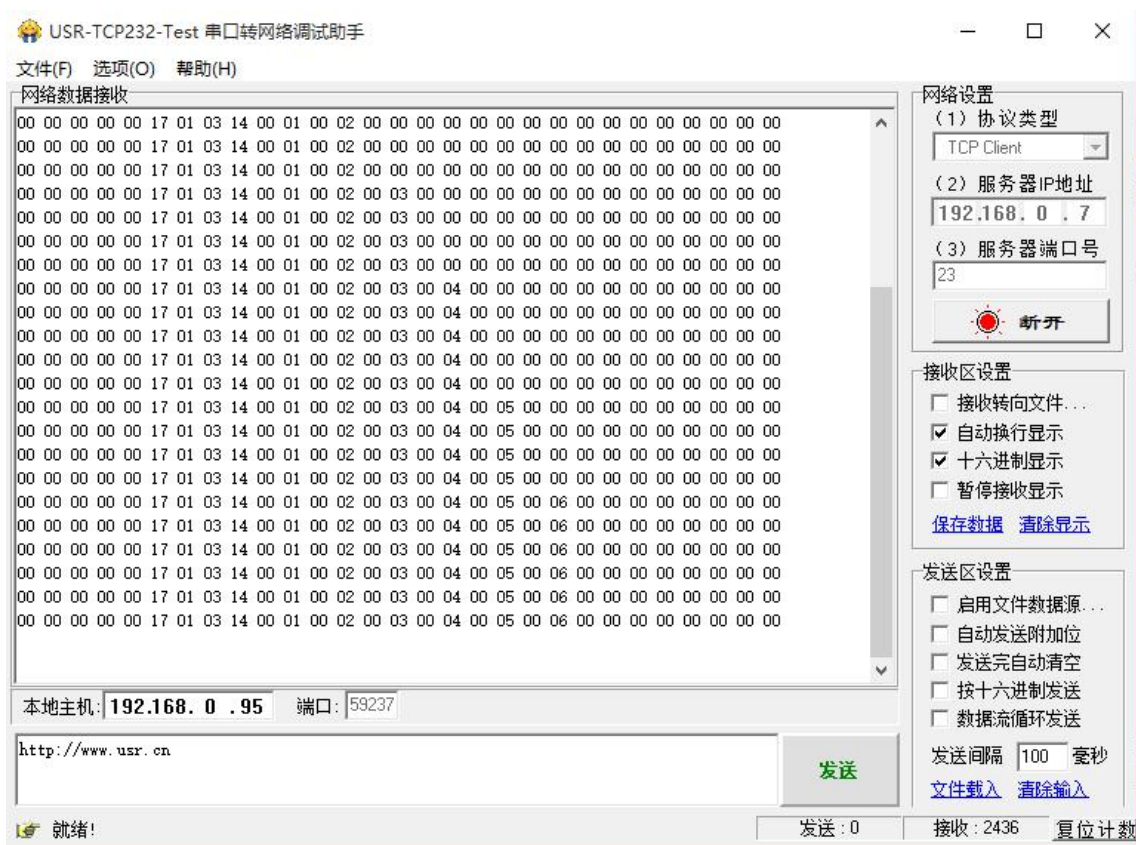 USR-TCP232-Test 串口转网络调试助手
文件(F) 选项(O) 帮助(H)
网络数据接收
00 00 00 00 00 17 01 03 14 00 01 00 02 00 00 00 00 00 00 00 00 00 00 00 00 00 00 00 00
00 00 00 00 00 17 01 03 14 00 01 00 02 00 00 00 00 00 00 00 00 00 00 00 00 00 00 00 00
00 00 00 00 00 17 01 03 14 00 01 00 02 00 00 00 00 00 00 00 00 00 00 00 00 00 00 00 00
00 00 00 00 00 17 01 03 14 00 01 00 02 00 03 00 00 00 00 00 00 00 00 00 00 00 00 00 00
00 00 00 00 00 17 01 03 14 00 01 00 02 00 03 00 00 00 00 00 00 00 00 00 00 00 00 00 00
00 00 00 00 00 17 01 03 14 00 01 00 02 00 03 00 00 00 00 00 00 00 00 00 00 00 00 00 00
00 00 00 00 00 17 01 03 14 00 01 00 02 00 03 00 00 00 00 00 00 00 00 00 00 00 00 00 00
00 00 00 00 00 17 01 03 14 00 01 00 02 00 03 00 04 00 00 00 00 00 00 00 00 00 00 00 00
00 00 00 00 00 17 01 03 14 00 01 00 02 00 03 00 04 00 00 00 00 00 00 00 00 00 00 00 00
00 00 00 00 00 17 01 03 14 00 01 00 02 00 03 00 04 00 00 00 00 00 00 00 00 00 00 00 00
00 00 00 00 00 17 01 03 14 00 01 00 02 00 03 00 04 00 00 00 00 00 00 00 00 00 00 00 00
00 00 00 00 00 17 01 03 14 00 01 00 02 00 03 00 04 00 00 00 00 00 00 00 00 00 00 00 00
00 00 00 00 00 17 01 03 14 00 01 00 02 00 03 00 04 00 05 00 00 00 00 00 00 00 00 00 00
00 00 00 00 00 17 01 03 14 00 01 00 02 00 03 00 04 00 05 00 00 00 00 00 00 00 00 00 00
00 00 00 00 00 17 01 03 14 00 01 00 02 00 03 00 04 00 05 00 00 00 00 00 00 00 00 00 00
00 00 00 00 00 17 01 03 14 00 01 00 02 00 03 00 04 00 05 00 00 00 00 00 00 00 00 00 00
00 00 00 00 00 17 01 03 14 00 01 00 02 00 03 00 04 00 05 00 06 00 00 00 00 00 00 00 00
00 00 00 00 00 17 01 03 14 00 01 00 02 00 03 00 04 00 05 00 06 00 00 00 00 00 00 00 00
00 00 00 00 00 17 01 03 14 00 01 00 02 00 03 00 04 00 05 00 06 00 00 00 00 00 00 00 00
00 00 00 00 00 17 01 03 14 00 01 00 02 00 03 00 04 00 05 00 06 00 00 00 00 00 00 00 00
00 00 00 00 00 17 01 03 14 00 01 00 02 00 03 00 04 00 05 00 06 00 00 00 00 00 00 00 00
00 00 00 00 00 17 01 03 14 00 01 00 02 00 03 00 04 00 05 00 06 00 00 00 00 00 00 00 00
本地主机: 192.168. 0 . 95 端口: 59237
http://www.usr.cn
发送
网络设置
(1) 协议类型
TCP Client
(2) 服务器IP地址
192.168. 0 . 7
(3) 服务器端口号
23
断开
接收区设置
接收转向文件...
自动换行显示
十六进制显示
暂停接收显示
保存数据 清除显示
发送区设置
启用文件数据源...
自动发送附加位
发送完自动清空
按十六进制发送
数据流循环发送
发送间隔 100 毫秒
文件载入 清除输入
就绪! 发送 : 0 接收 : 2436 复位计数